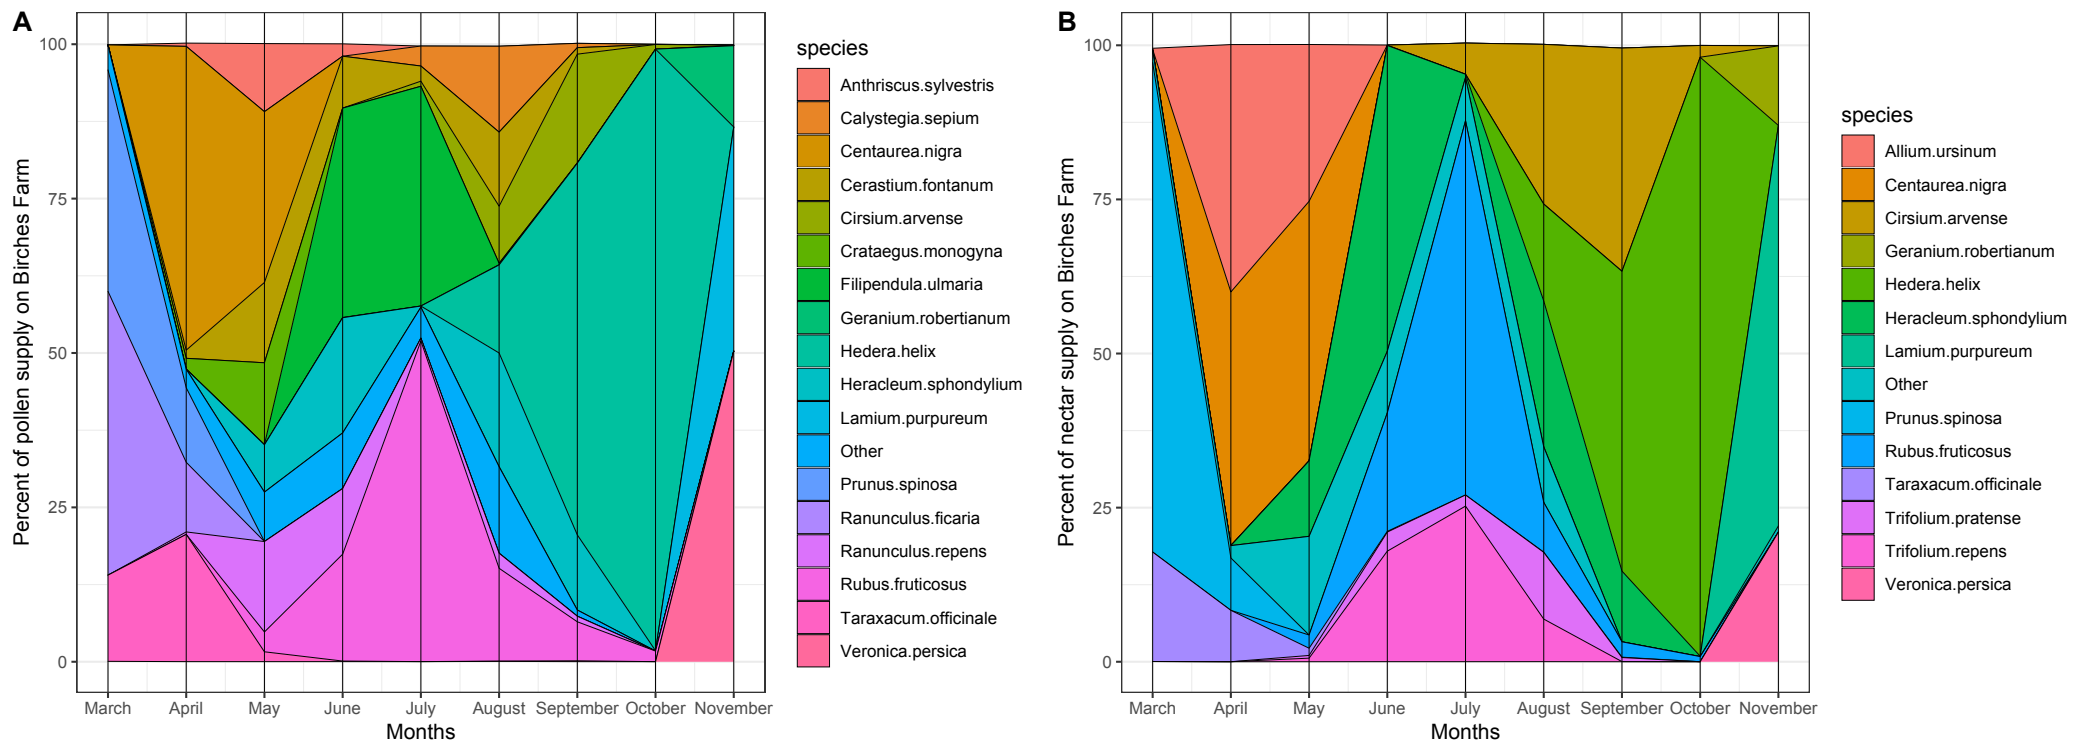 A
Percent of pollen supply on Birches Farm
100
75
50
25
0
March April May June July August September October November
Months
species
Anthriscus.sylvestris
Calystegia.sepium
Centaurea.nigra
Cerastium.fontanum
Cirsium.arvense
Crataegus.monogyna
Filipendula.ulmaria
Geranium.robertianum
Hedera.helix
Heracleum.sphondylium
Lamium.purpureum
Other
Prunus.spinosa
Ranunculus.ficaria
Ranunculus.repens
Rubus.fruticosus
Taraxacum.officinale
Veronica.persica
B
Percent of nectar supply on Birches Farm
100
75
50
25
0
March April May June July August September October November
Months
species
Allium.ursinum
Centaurea.nigra
Cirsium.arvense
Geranium.robertianum
Hedera.helix
Heracleum.sphondylium
Lamium.purpureum
Other
Prunus.spinosa
Rubus.fruticosus
Taraxacum.officinale
Trifolium.pratense
Trifolium.repens
Veronica.persica